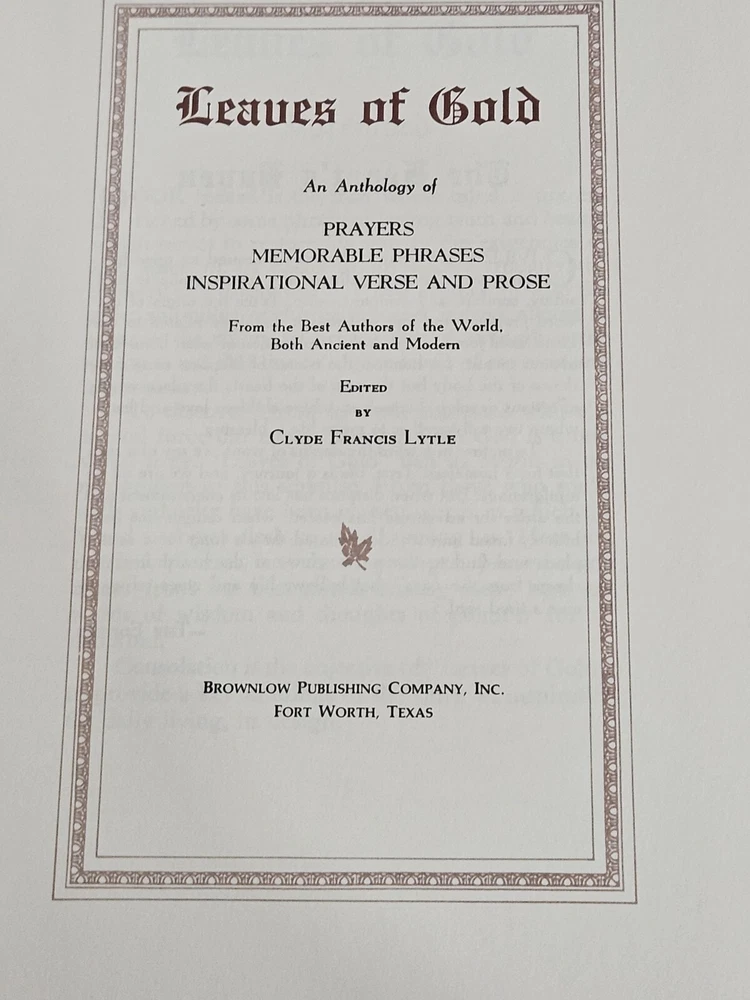 Leaves of Gold
An Anthology of
PRAYERS
MEMORABLE PHRASES
INSPIRATIONAL VERSE AND PROSE
From the Best Authors of the World,
Both Ancient and Modern
EDITED
BY
CLYDE FRANCIS LYTLE
BROWNLOW PUBLISHING COMPANY, INC.
FORT WORTH, TEXAS